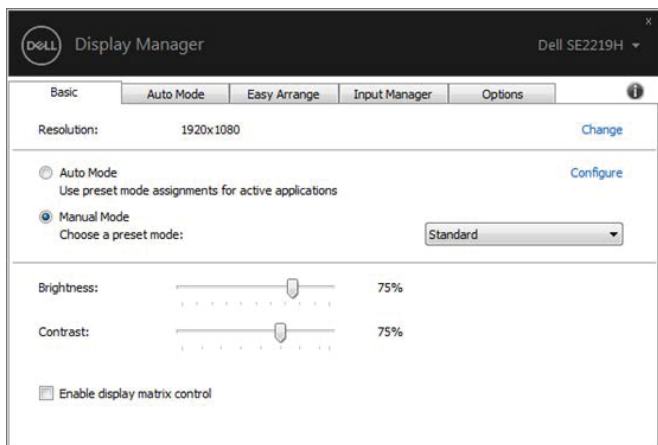 x
DELL Display Manager Dell SE2219H
Basic Auto Mode Easy Arrange Input Manager Options
Resolution: 1920x1080 Change
Auto Mode Configure
Use preset mode assignments for active applications
Manual Mode
Choose a preset mode: Standard
Brightness: 75%
Contrast: 75%
Enable display matrix control